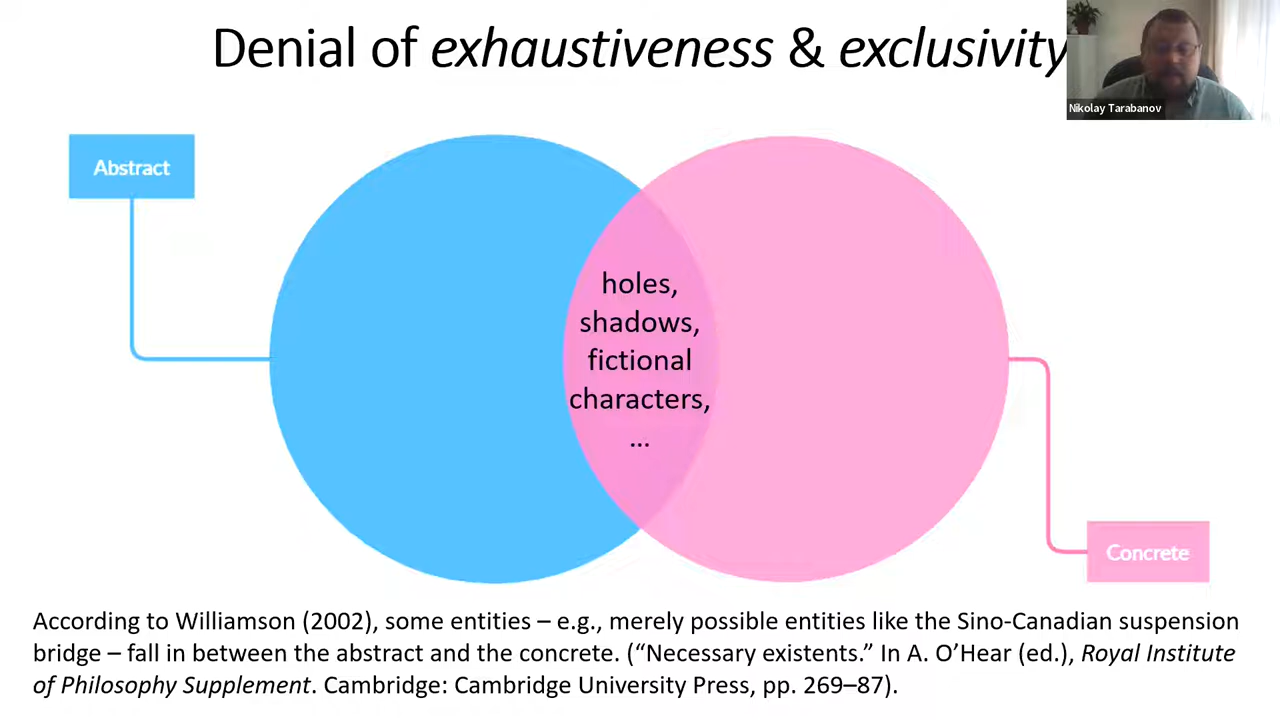 Denial of exhaustiveness & exclusivity
Nikolay Tarabanov
Abstract
holes,
shadows,
fictional
characters,
...
Concrete
According to Williamson (2002), some entities – e.g., merely possible entities like the Sino-Canadian suspension
bridge – fall in between the abstract and the concrete. (“Necessary existents.” In A. O’Hear (ed.), Royal Institute
of Philosophy Supplement. Cambridge: Cambridge University Press, pp. 269–87).